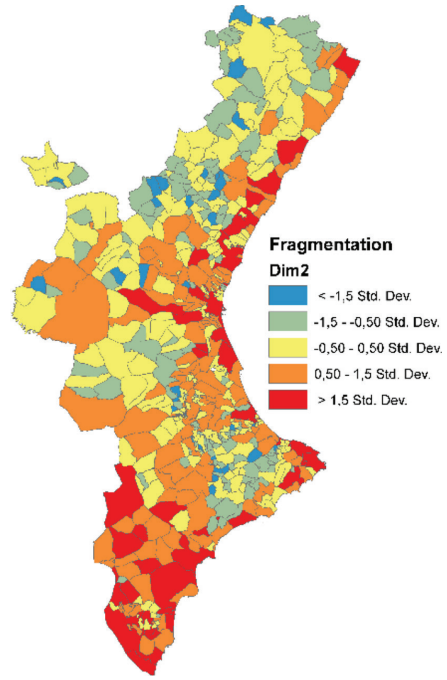 Fragmentation
Dim2
< -1,5 Std. Dev.
-1,5 - -0,50 Std. Dev.
-0,50 - 0,50 Std. Dev.
0,50 - 1,5 Std. Dev.
> 1,5 Std. Dev.